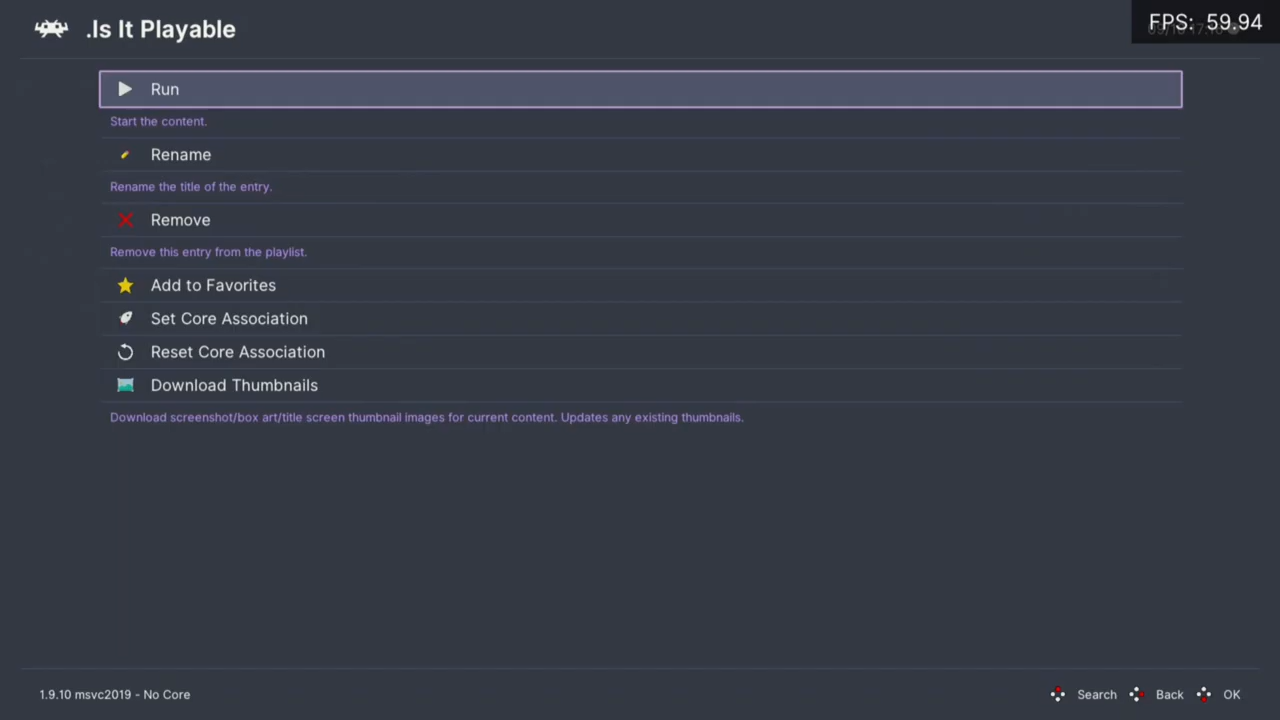 .Is It Playable
FPS: 59.94
Run
Start the content.
Rename
Rename the title of the entry.
Remove
Remove this entry from the playlist.
Add to Favorites
Set Core Association
Reset Core Association
Download Thumbnails
Download screenshot/box art/title screen thumbnail images for current content. Updates any existing thumbnails.
1.9.10 msvc2019 - No Core
Search Back OK